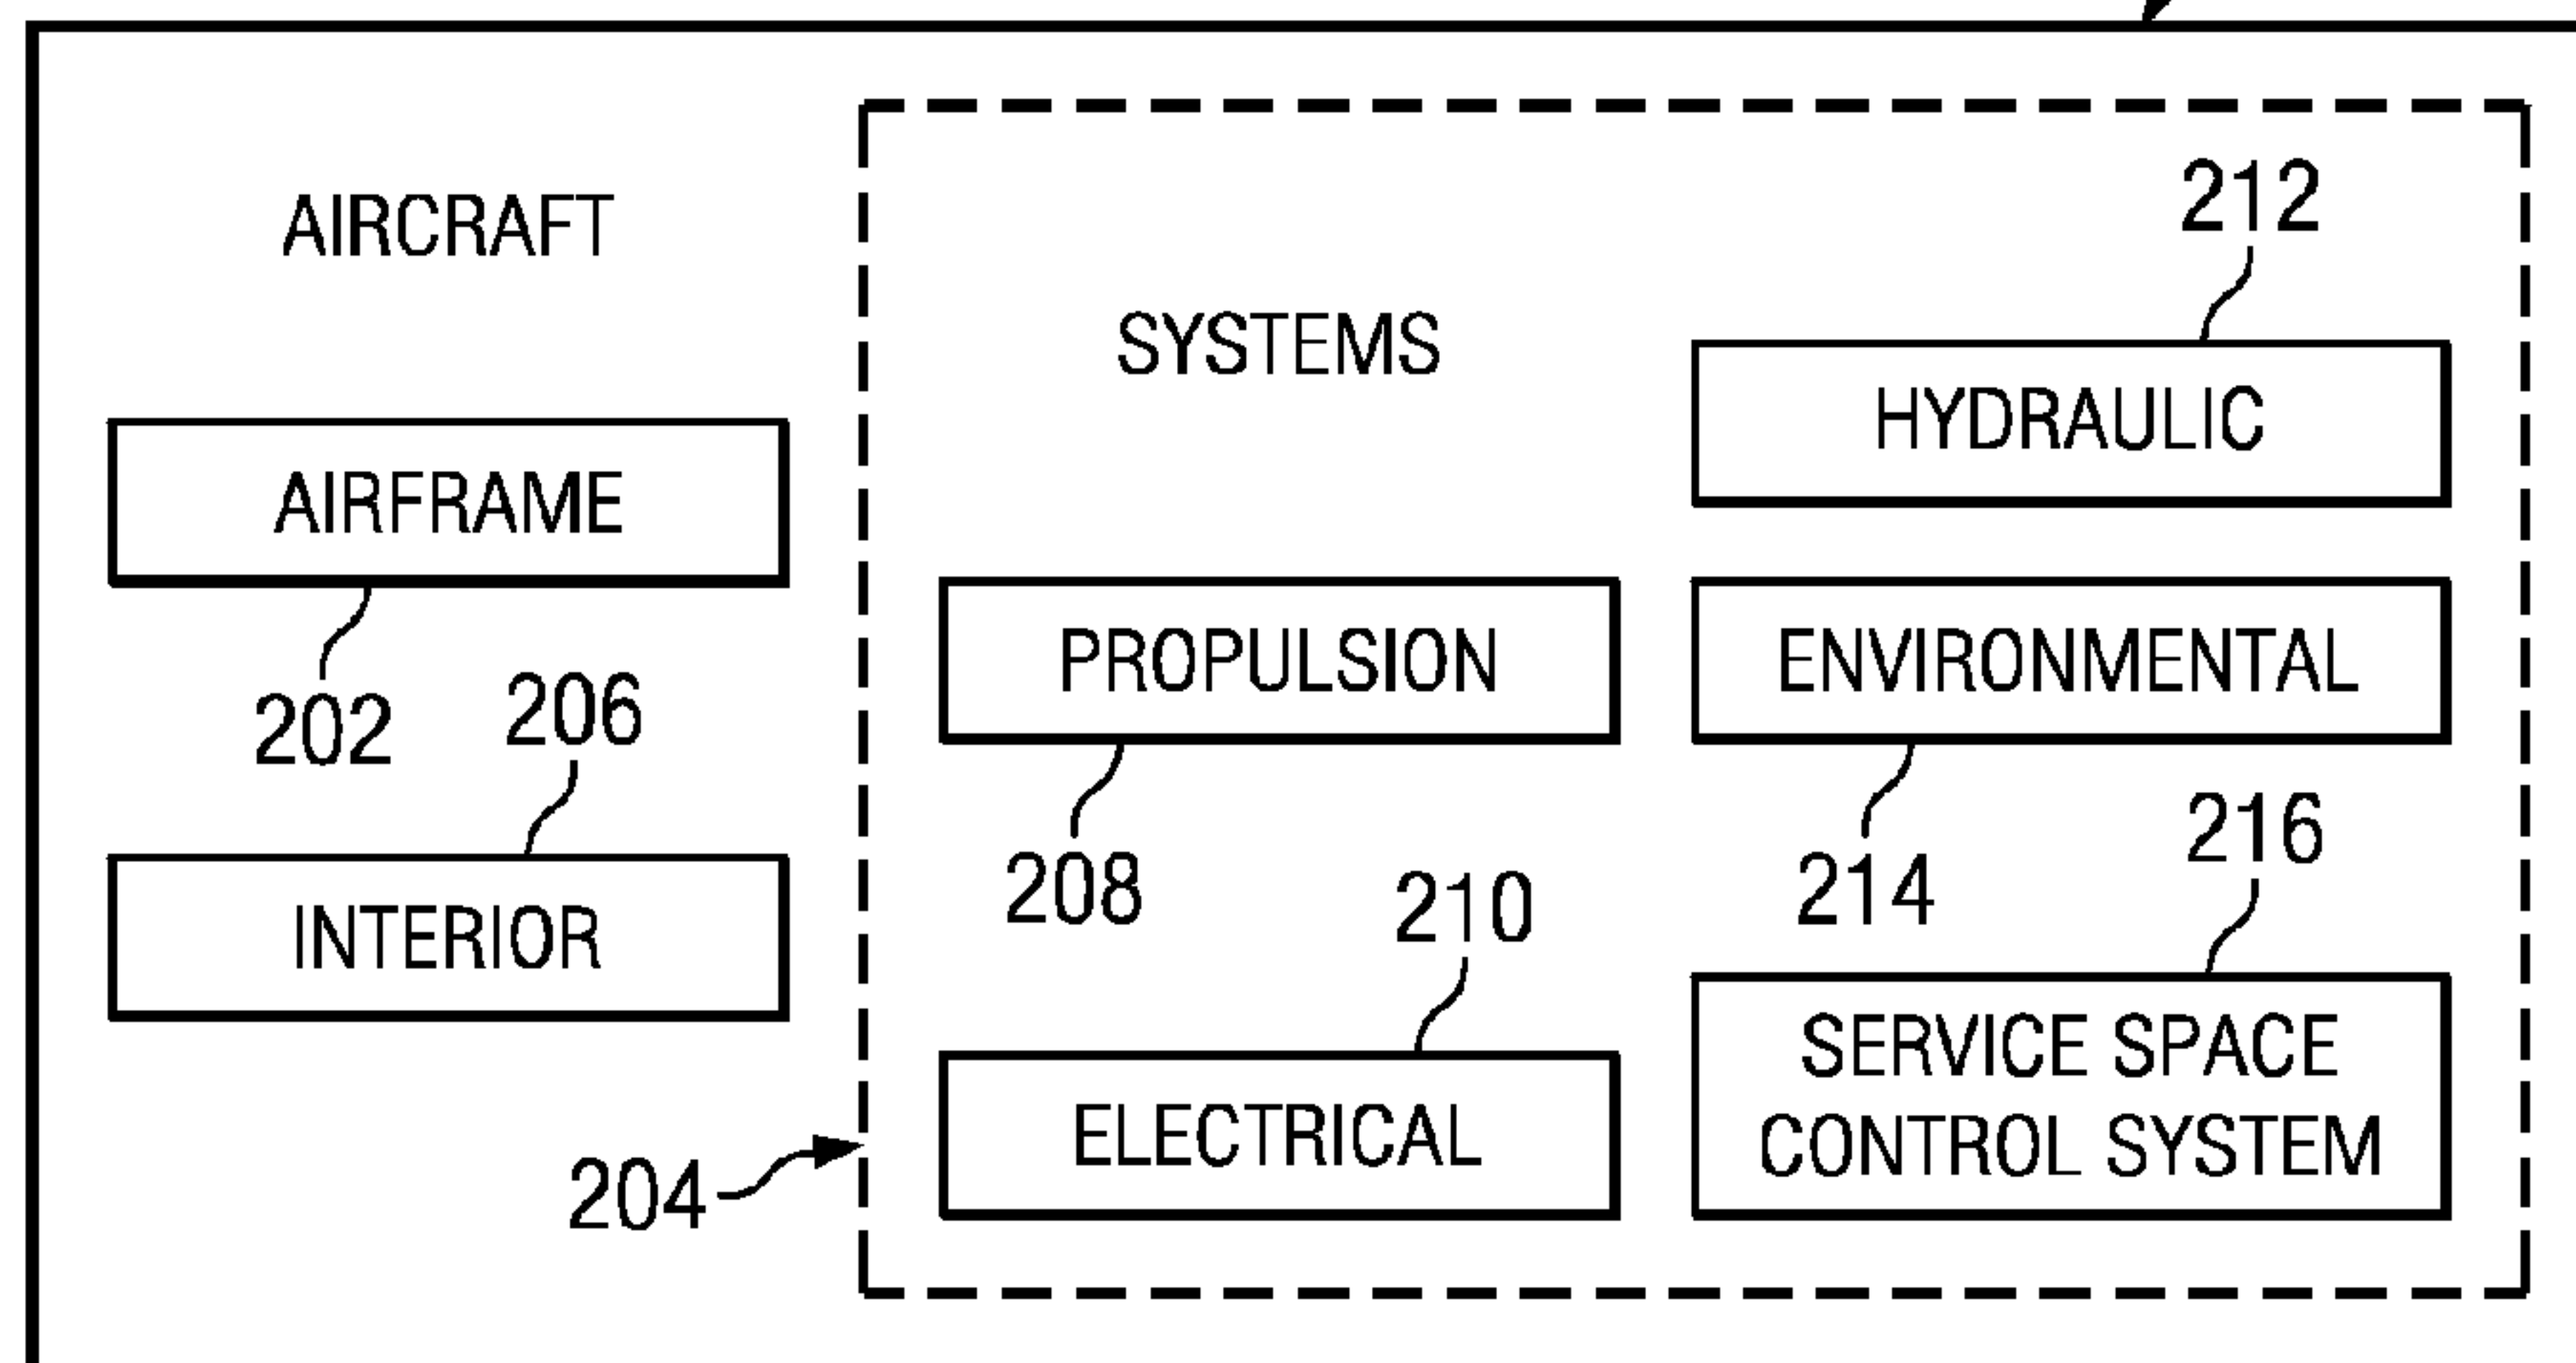 AIRCRAFT
AIRFRAME
202
206
INTERIOR
204
SYSTEMS
212
HYDRAULIC
PROPULSION
208
ENVIRONMENTAL
214
210
ELECTRICAL
216
SERVICE SPACE
CONTROL SYSTEM